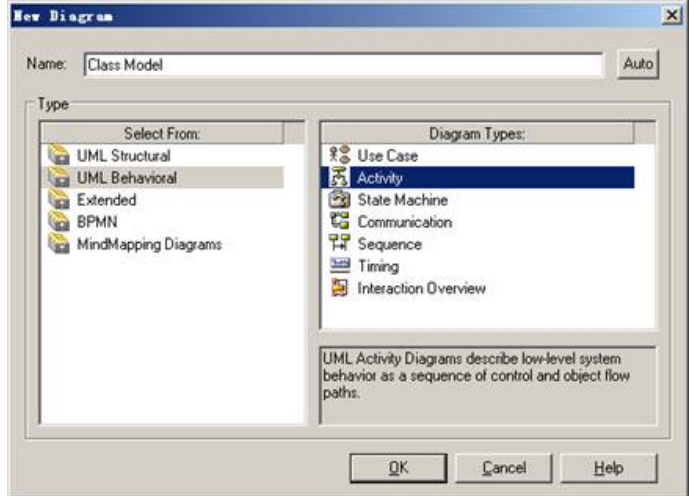 New Diagram
Name: Class Model Auto
Type
Select From:
UML Structural
UML Behavioral
Extended
BPMN
MindMapping Diagrams
Diagram Types:
Use Case
Activity
State Machine
Communication
Sequence
Timing
Interaction Overview
UML Activity Diagrams describe low-level system
behavior as a sequence of control and object flow
paths.
OK Cancel Help